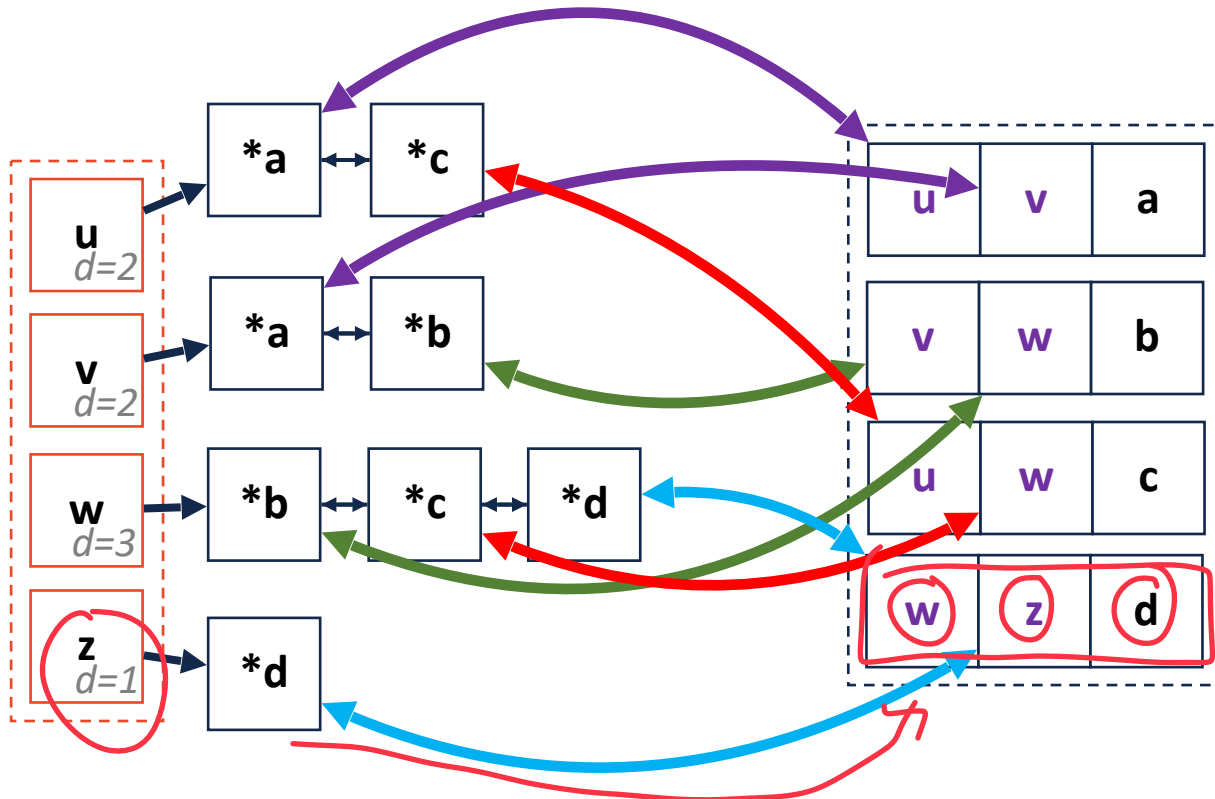 u
d=2
*a *c
v
d=2
*a *b
w
d=3
*b *c *d
z
d=1
*d
u v a
v w b
u w c
w z d